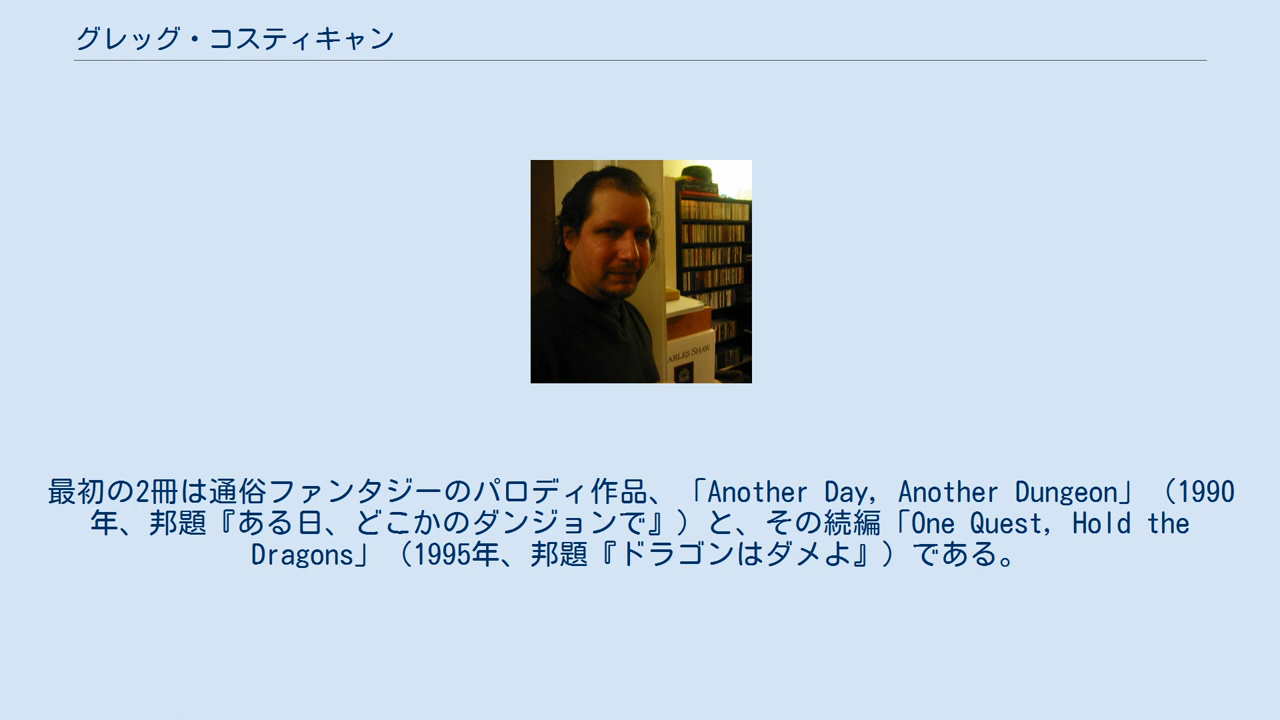 グレッグ・コスティキャン
ARLES SHAW
最初の2冊は通俗ファンタジーのパロディ作品、「Another Day, Another Dungeon」（1990
年、邦題『ある日、どこかのダンジョンで』）と、その続編「One Quest, Hold the
Dragons」（1995年、邦題『ドラゴンはダメよ』）である。